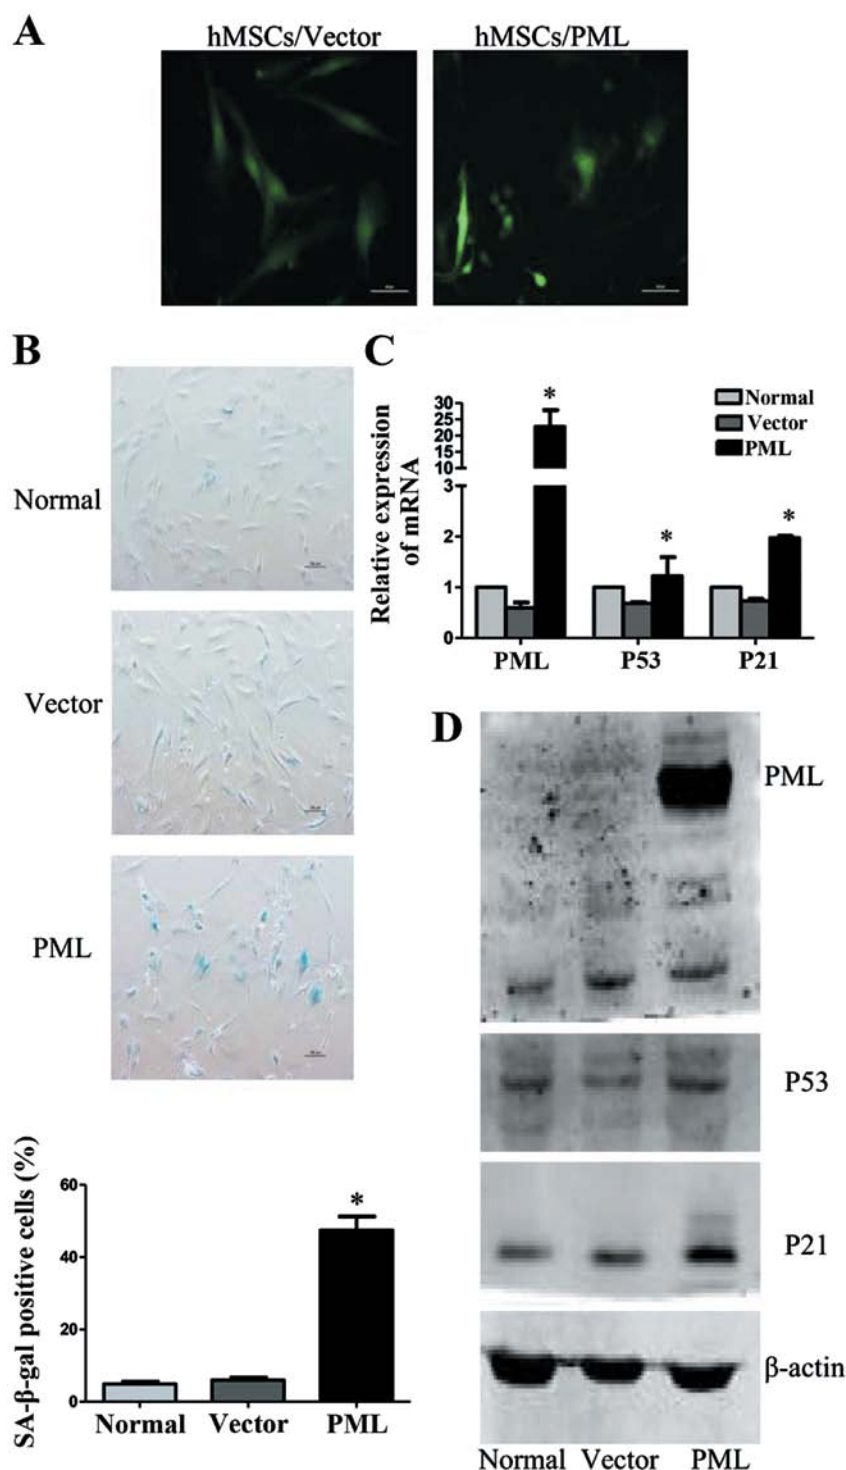 A
hMSCs/Vector
hMSCs/PML
B
Normal
Vector
PML
SA-β-gal positive cells (%)
60
40
20
0
Normal Vector PML
*
C
Relative expression
of mRNA
30
25
20
15
10
3
2
1
0
*
*
*
Normal
Vector
PML
PML P53 P21
D
PML
P53
P21
β-actin
Normal Vector PML